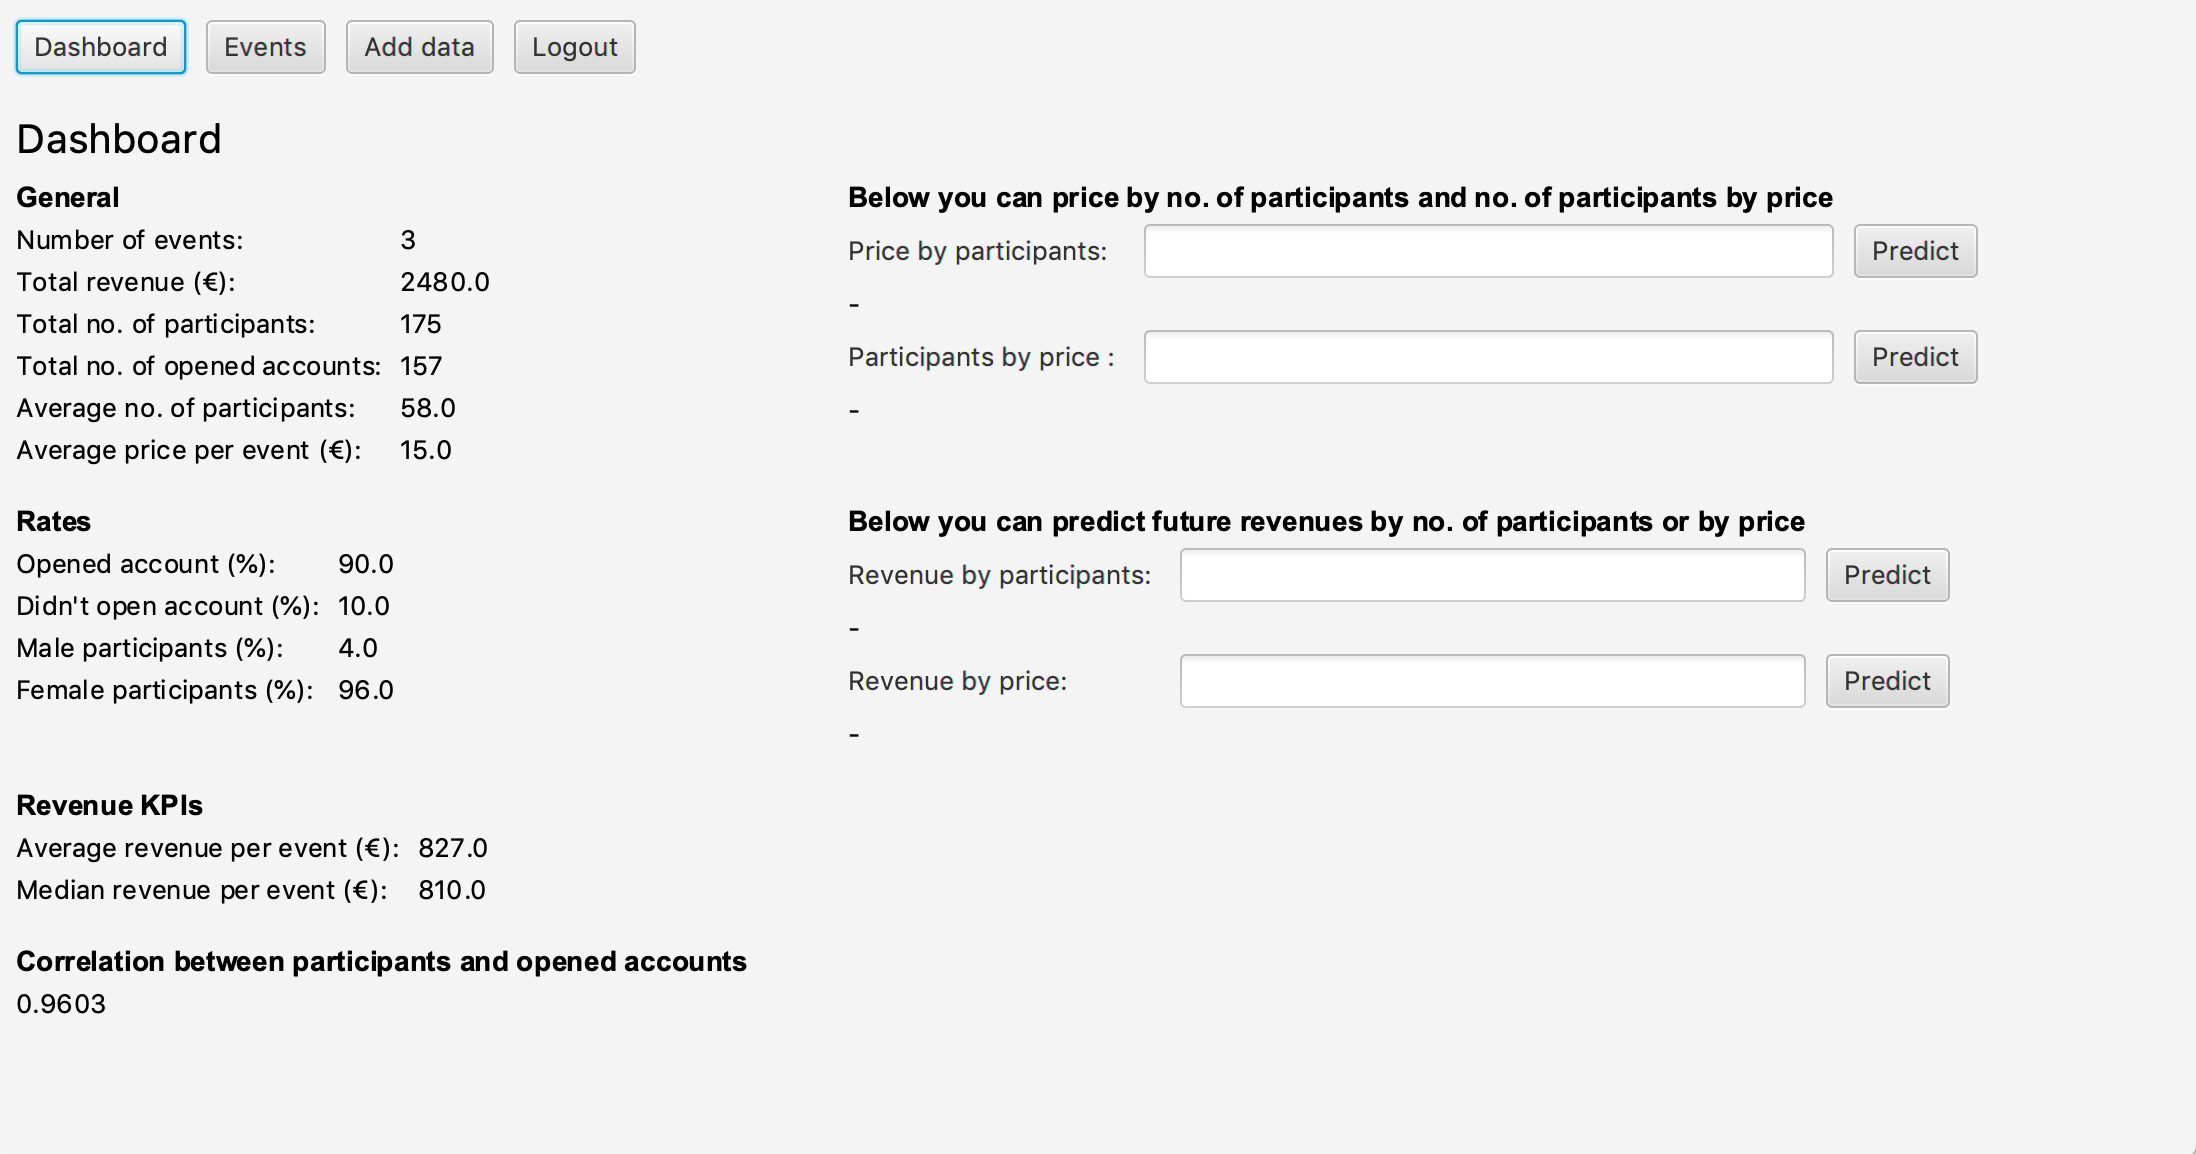 Dashboard Events Add data Logout
Dashboard
General
Number of events: 3
Total revenue (€): 2480.0
Total no. of participants: 175
Total no. of opened accounts: 157
Average no. of participants: 58.0
Average price per event (€): 15.0
Rates
Opened account (%): 90.0
Didn't open account (%): 10.0
Male participants (%): 4.0
Female participants (%): 96.0
Revenue KPIs
Average revenue per event (€): 827.0
Median revenue per event (€): 810.0
Correlation between participants and opened accounts
0.9603
Below you can price by no. of participants and no. of participants by price
Price by participants: Predict
-
Participants by price : Predict
-
Below you can predict future revenues by no. of participants or by price
Revenue by participants: Predict
-
Revenue by price: Predict
-